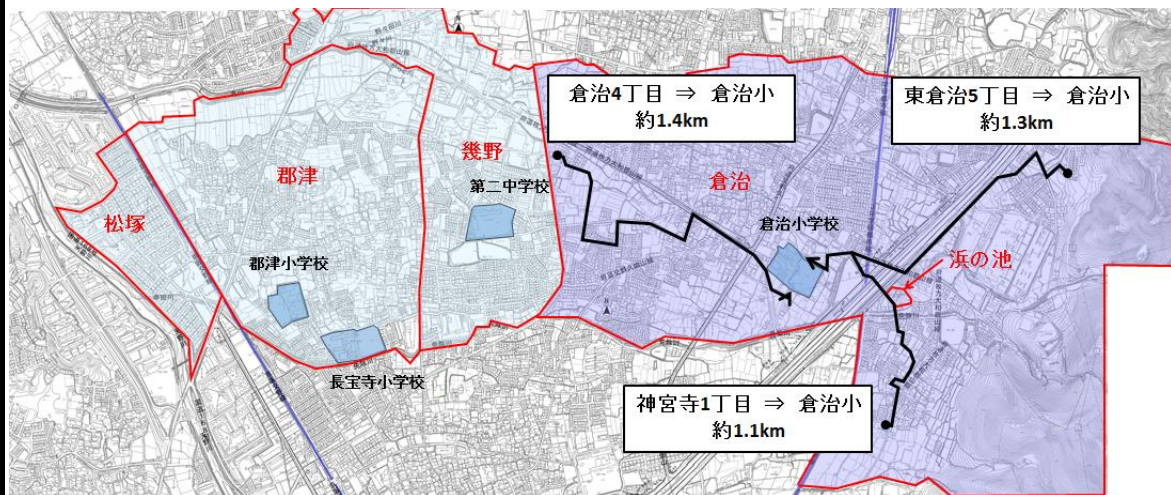 倉治4丁目 ⇒ 倉治小
約1.4km
東倉治5丁目 ⇒ 倉治小
約1.3km
幾野
郡津
第二中学校
倉治
松塚
倉治小学校
郡津小学校
浜の池
長宝寺小学校
神宮寺1丁目 ⇒ 倉治小
約1.1km